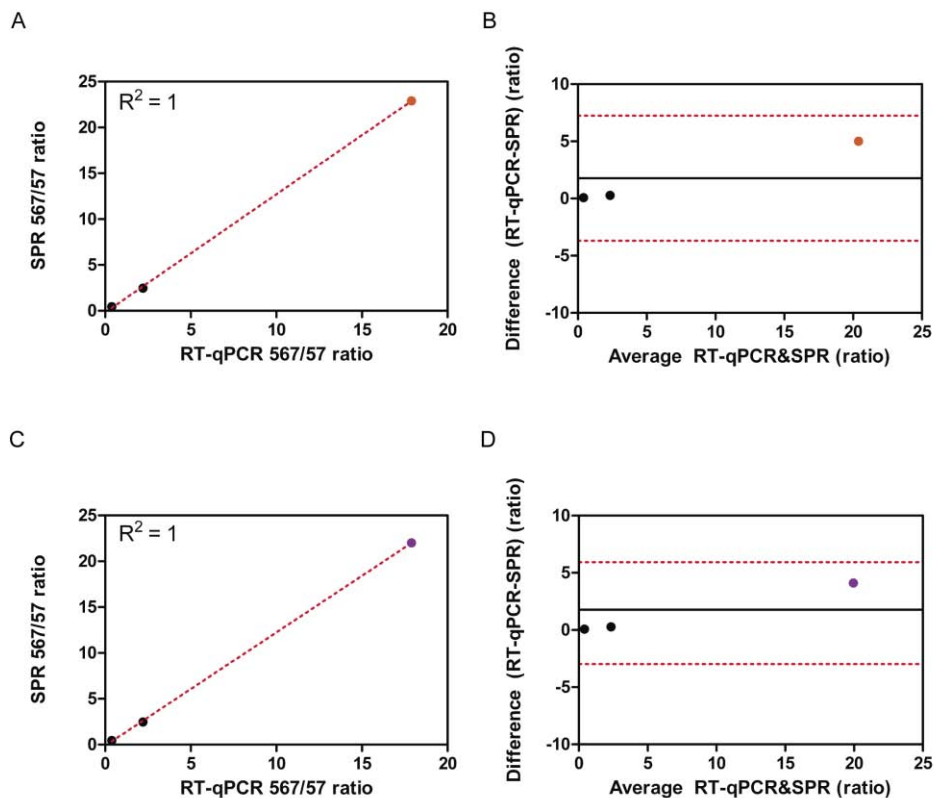 A
B
R² = 1
SPR 567/57 ratio
25
20
15
10
5
0
0 5 10 15 20
RT-qPCR 567/57 ratio
Difference (RT-qPCR-SPR) (ratio)
10
5
0
-5
-10
0 5 10 15 20 25
Average RT-qPCR&SPR (ratio)
C
D
R² = 1
SPR 567/57 ratio
25
20
15
10
5
0
0 5 10 15 20
RT-qPCR 567/57 ratio
Difference (RT-qPCR-SPR) (ratio)
10
5
0
-5
-10
0 5 10 15 20 25
Average RT-qPCR&SPR (ratio)